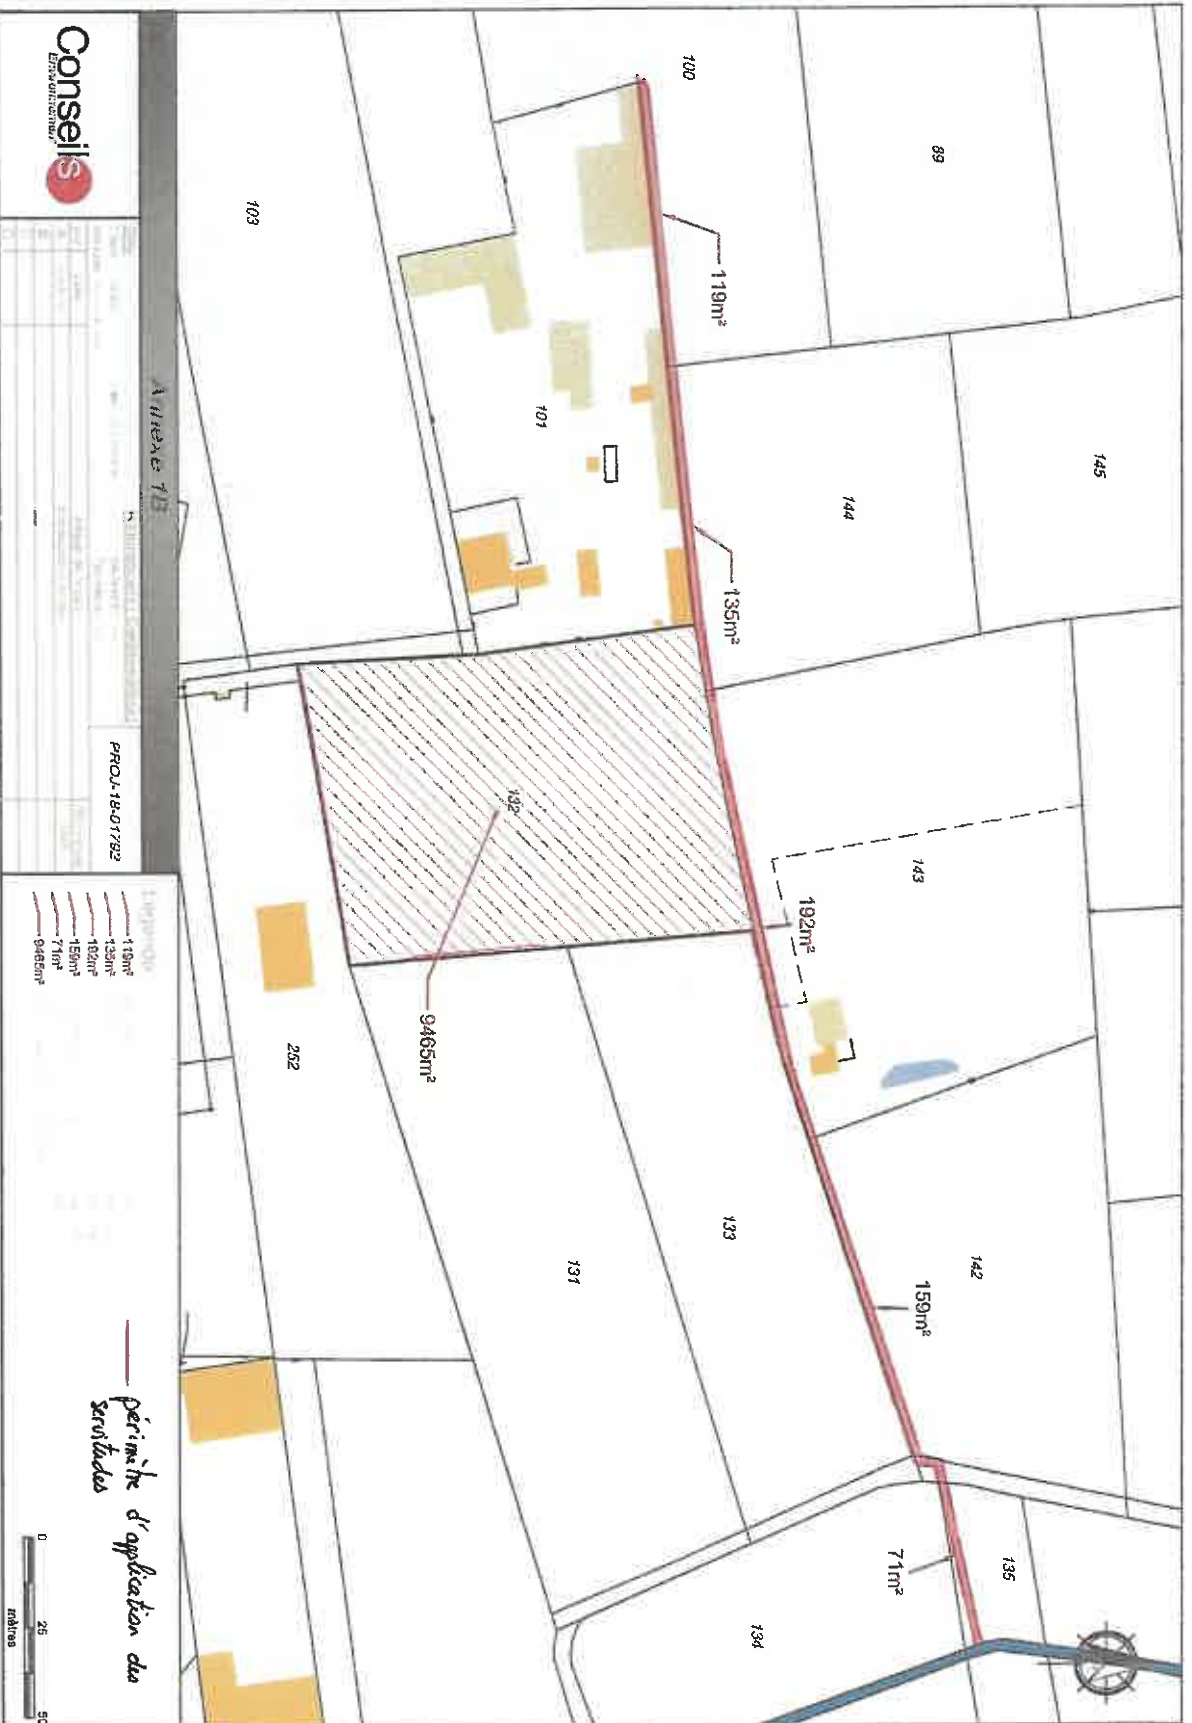 100
89
119m²
103
101
145
144
135m²
132
143
192m²
9465m²
252
133
131
142
159m²
71m²
135
134
Conseils
Environnement
Annexe 1B
PROJ-18-01792
Légende
119m²
135m²
192m²
159m²
71m²
9465m²
périmètre d'application des
servitudes
0 25 50
mètres